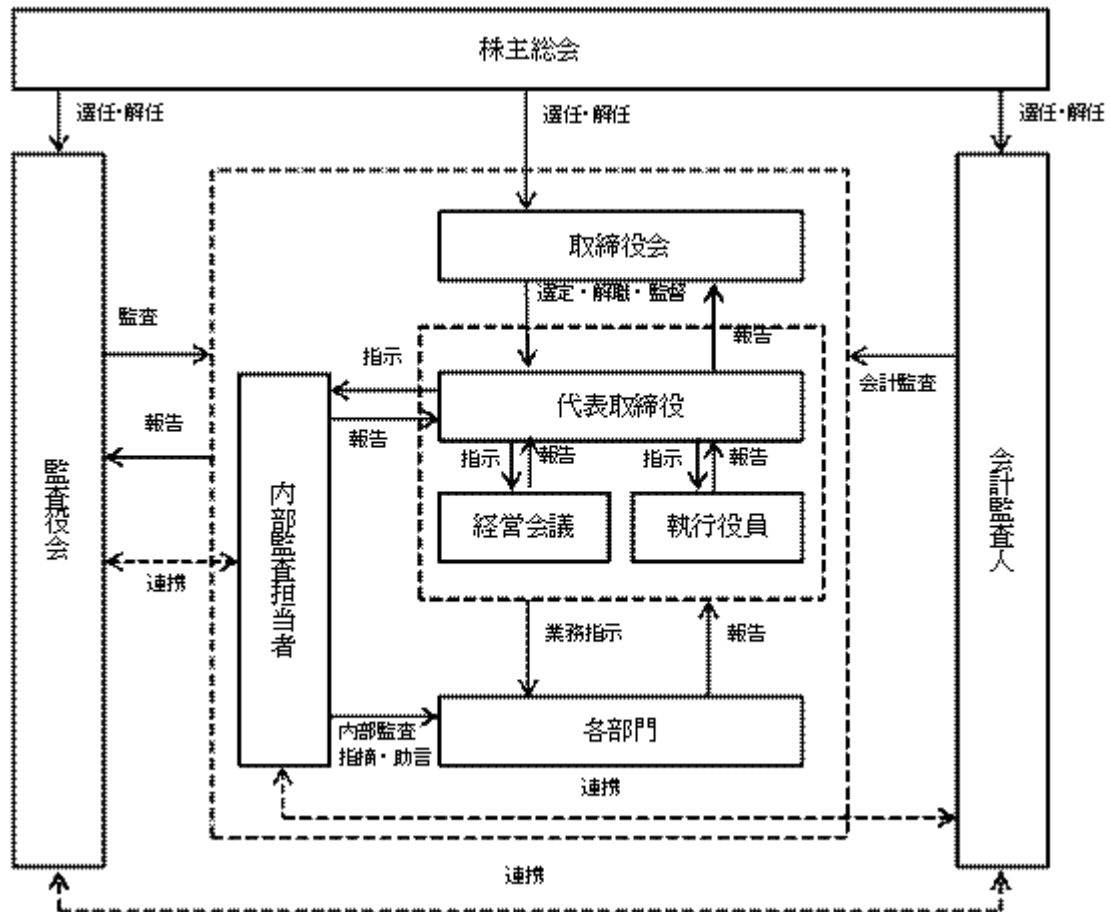 株主総会
選任・解任
選任・解任
選任・解任
取締役会
選定・解職・監督
監査
報告
指示
会計監査
代表取締役
報告
報告
指示
報告
指示
報告
監査役会
内部監査担当者
会計監査人
経営会議
執行役員
連携
業務指示
報告
各部門
内部監査
指摘・助言
連携
連携